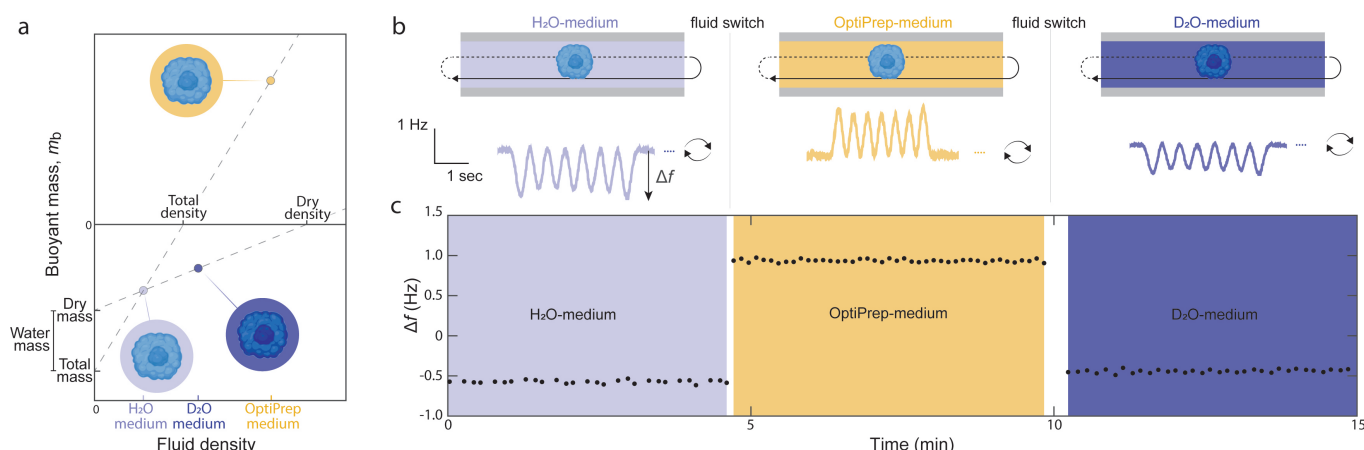 a
Buoyant mass, mb
0
Total
density
Dry
density
Dry
mass
Water
mass
Total
mass
0
H₂O
medium
D₂O
medium
OptiPrep
medium
Fluid density
b
H₂O-medium
fluid switch
OptiPrep-medium
fluid switch
D₂O-medium
1 Hz
1 sec
Δf
c
Δf (Hz)
1.5
1.0
0.5
0
-0.5
-1.0
H₂O-medium
OptiPrep-medium
D₂O-medium
0
5
10
15
Time (min)